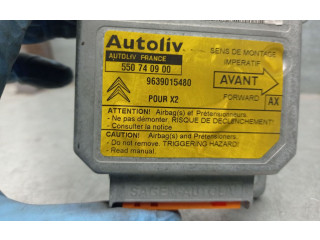 Autoliv
AUTOLIV FRANCE
550 74 09 00
9639015480
POUR X2
SENS DE MONTAGE
IMPERATIF
AVANT
FORWARD
AX
ATTENTION! Airbag(s) et Prétensionneurs
- Ne pas démonter, RISQUE DE DECLENCHEMENT!
- Consulter la notice
CAUTION! Airbag(s) and Pretensioners
- Do not remove. TRIGGERING HAZARD!
- Read manual.